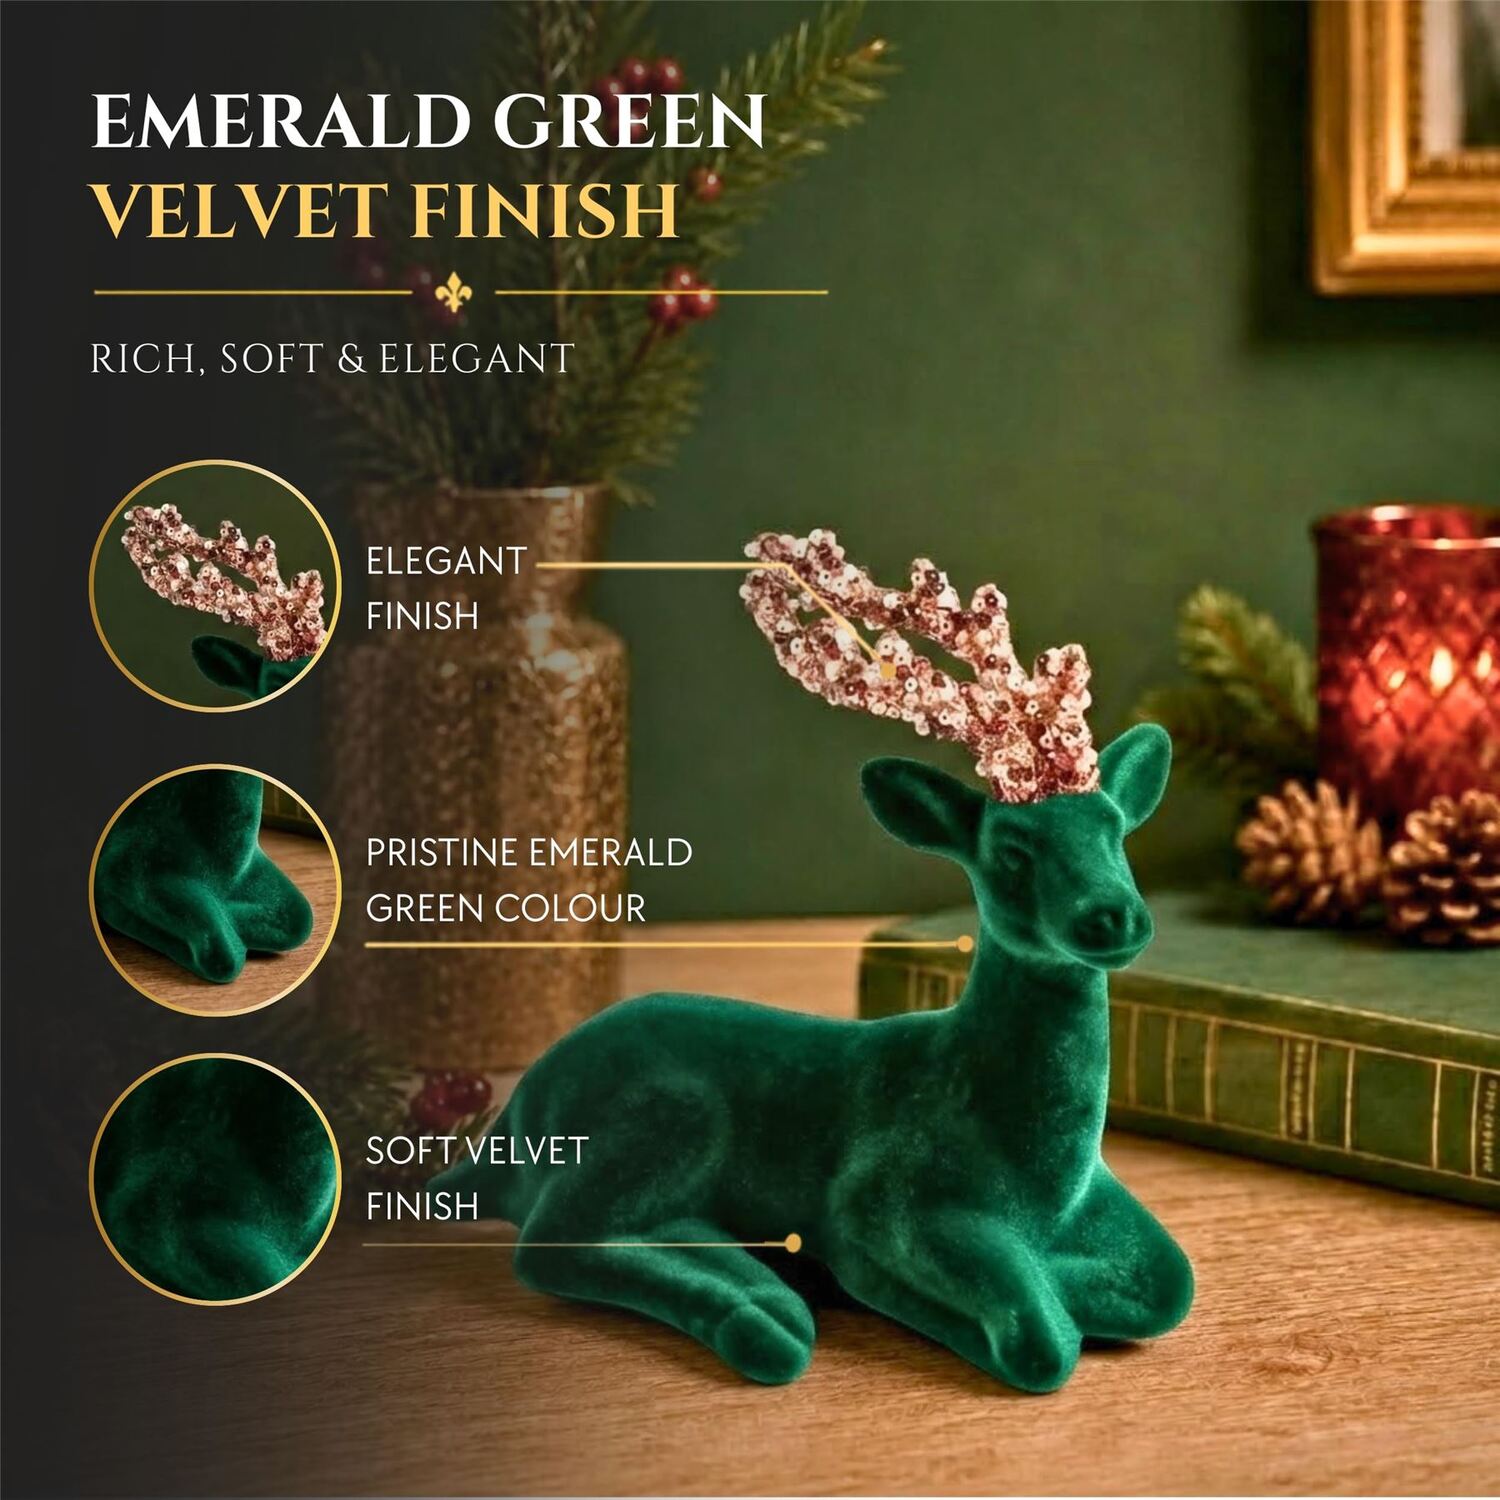 EMERALD GREEN
VELVET FINISH
RICH, SOFT & ELEGANT
ELEGANT
FINISH
PRISTINE EMERALD
GREEN COLOUR
SOFT VELVET
FINISH